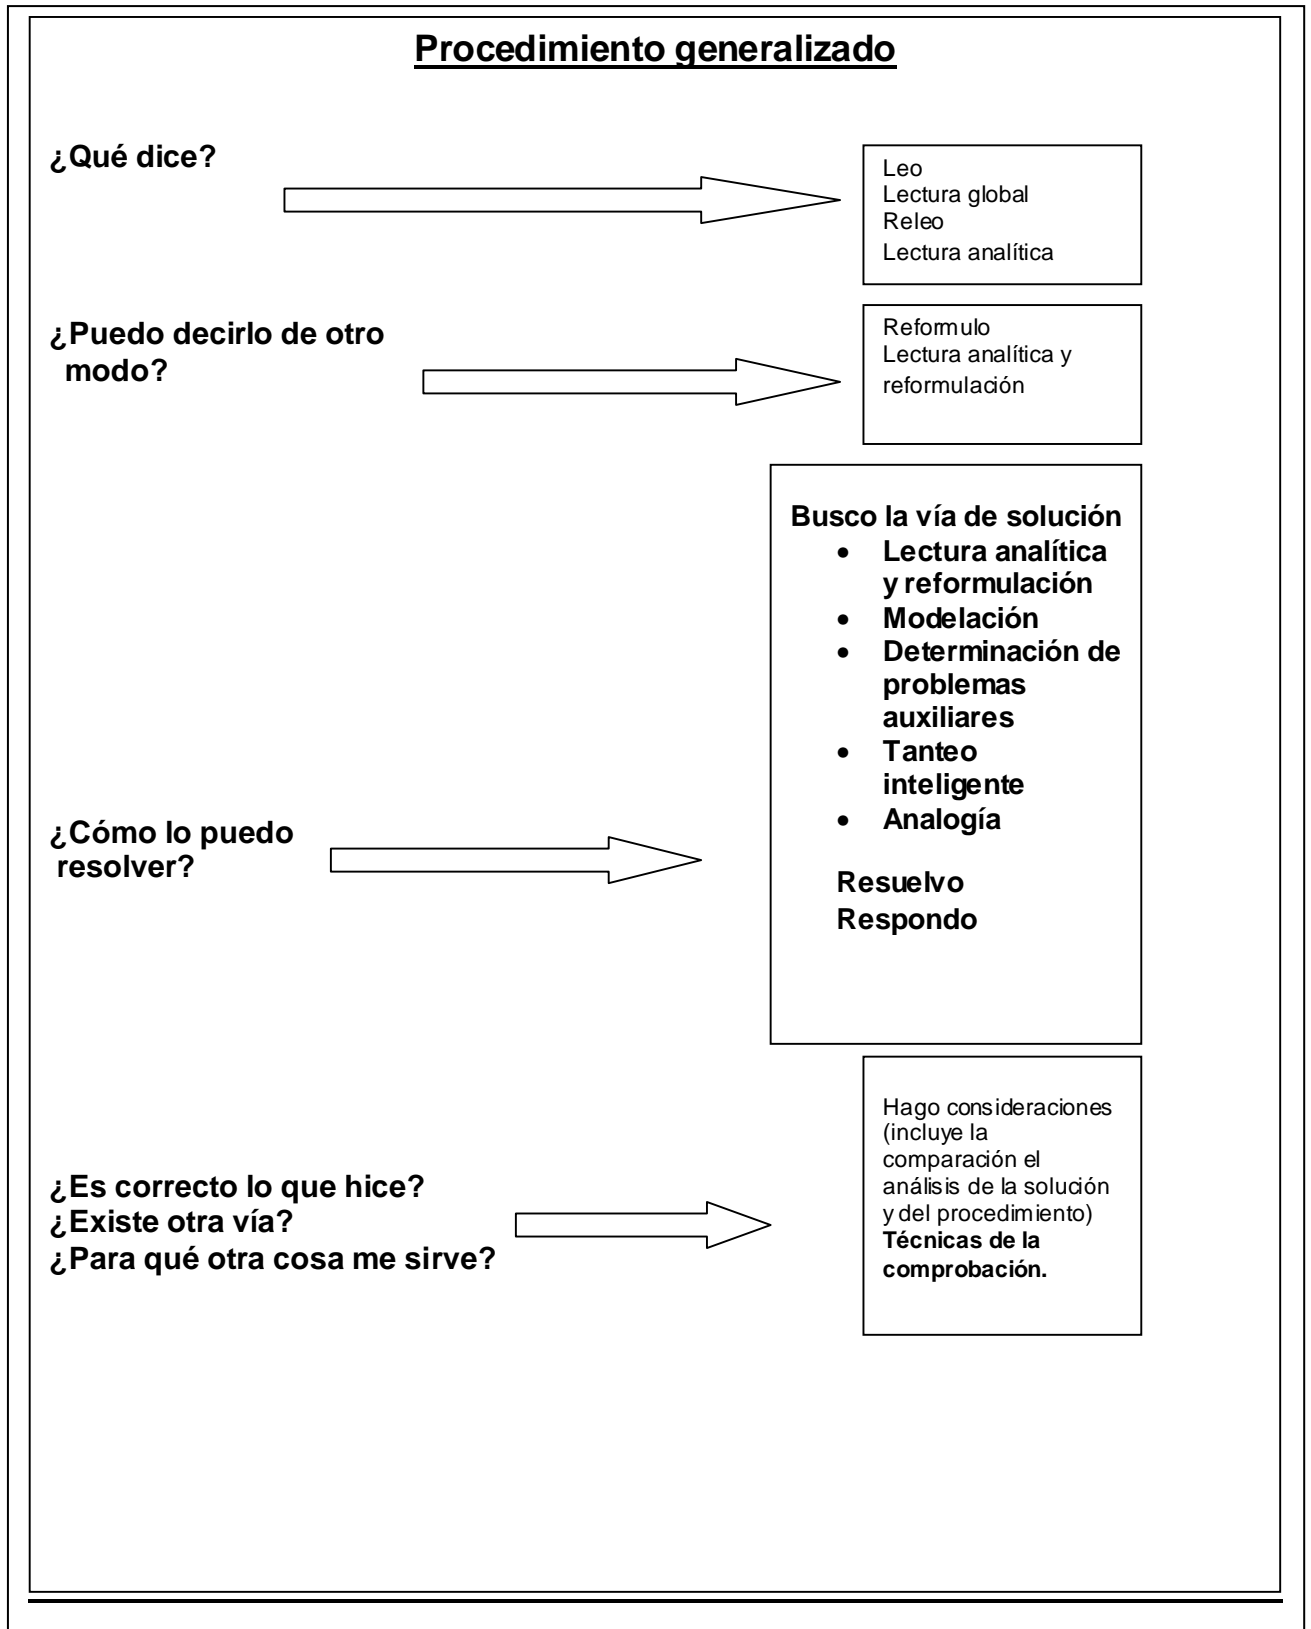 Procedimiento generalizado
¿Qué dice?
Leo
Lectura global
Releo
Lectura analítica
¿Puedo decirlo de otro
modo?
Reformulo
Lectura analítica y
reformulación
Busco la vía de solución
• Lectura analítica
y reformulación
• Modelación
• Determinación de
problemas
auxiliares
• Tanteo
inteligente
• Analogía
Resuelvo
Respondo
¿Cómo lo puedo
resolver?
Hago consideraciones
(incluye la
comparación el
análisis de la solución
y del procedimiento)
Técnicas de la
comprobación.
¿Es correcto lo que hice?
¿Existe otra vía?
¿Para qué otra cosa me sirve?